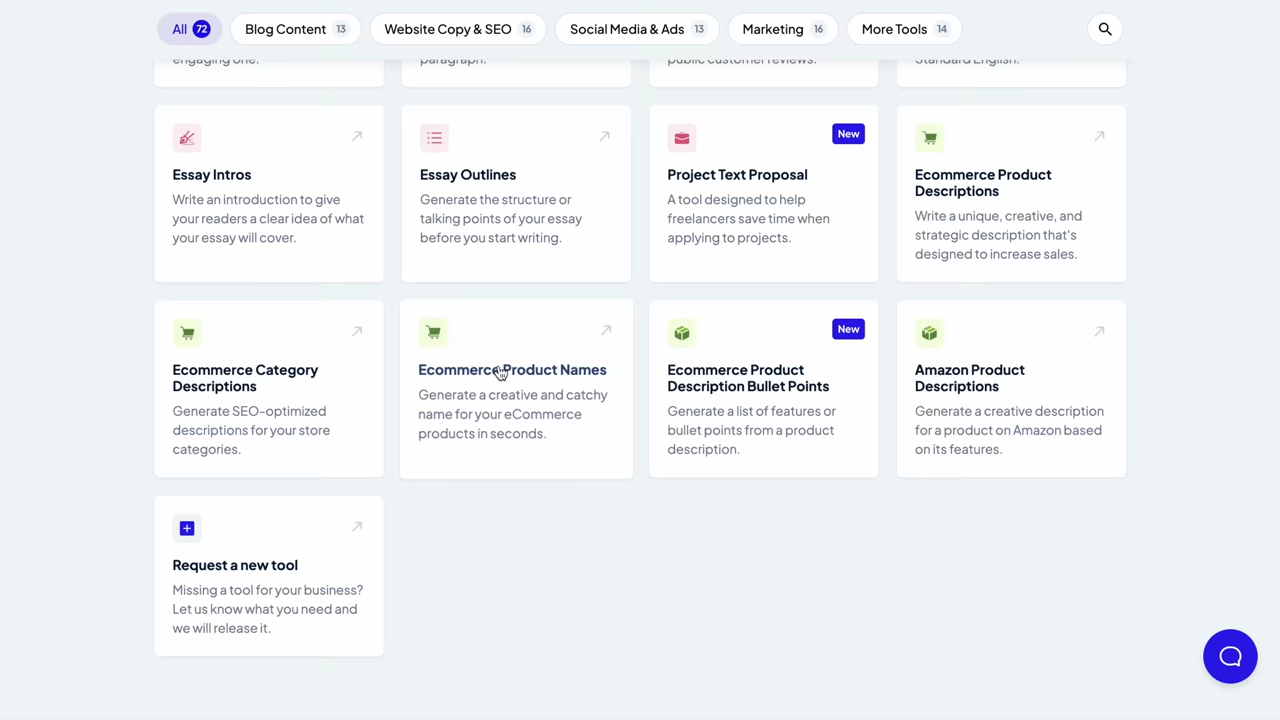 All 72 Blog Content 13 Website Copy & SEO 16 Social Media & Ads 13 Marketing 16 More Tools 14
engaging one.
paragraph.
public customer reviews.
Standard English.
Essay Intros
Write an introduction to give
your readers a clear idea of what
your essay will cover.
Essay Outlines
Generate the structure or
talking points of your essay
before you start writing.
New
Project Text Proposal
A tool designed to help
freelancers save time when
applying to projects.
Ecommerce Product
Descriptions
Write a unique, creative, and
strategic description that's
designed to increase sales.
Ecommerce Category
Descriptions
Generate SEO-optimized
descriptions for your store
categories.
Ecommerce Product Names
Generate a creative and catchy
name for your eCommerce
products in seconds.
New
Ecommerce Product
Description Bullet Points
Generate a list of features or
bullet points from a product
description.
Amazon Product
Descriptions
Generate a creative description
for a product on Amazon based
on its features.
Request a new tool
Missing a tool for your business?
Let us know what you need and
we will release it.